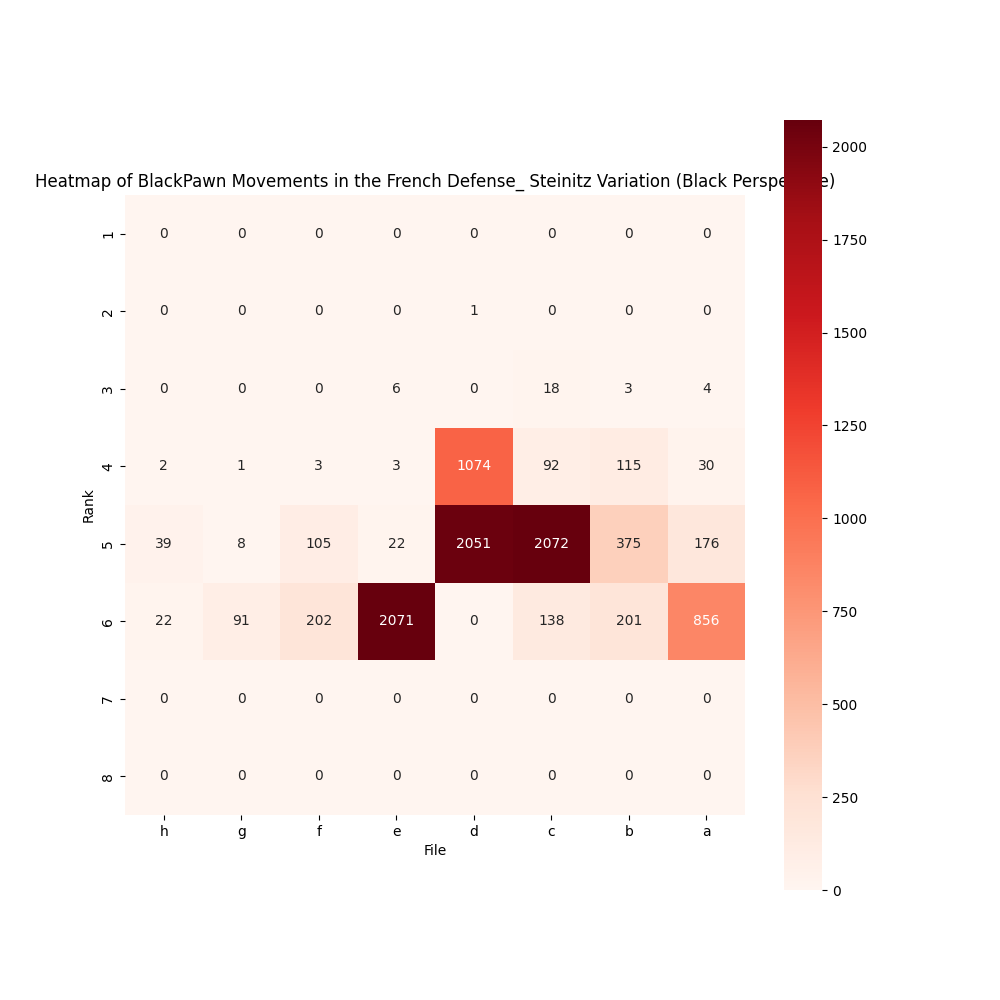 Heatmap of BlackPawn Movements in the French Defense_ Steinitz Variation (Black Perspe e)
2000
1750
1500
1250
1000
750
500
250
0
Rank
1 0 0 0 0 0 0 0 0
2 0 0 0 0 1 0 0 0
3 0 0 0 6 0 18 3 4
4 2 1 3 3 1074 92 115 30
5 39 8 105 22 2051 2072 375 176
6 22 91 202 2071 0 138 201 856
7 0 0 0 0 0 0 0 0
8 0 0 0 0 0 0 0 0
h g f e d c b a
File